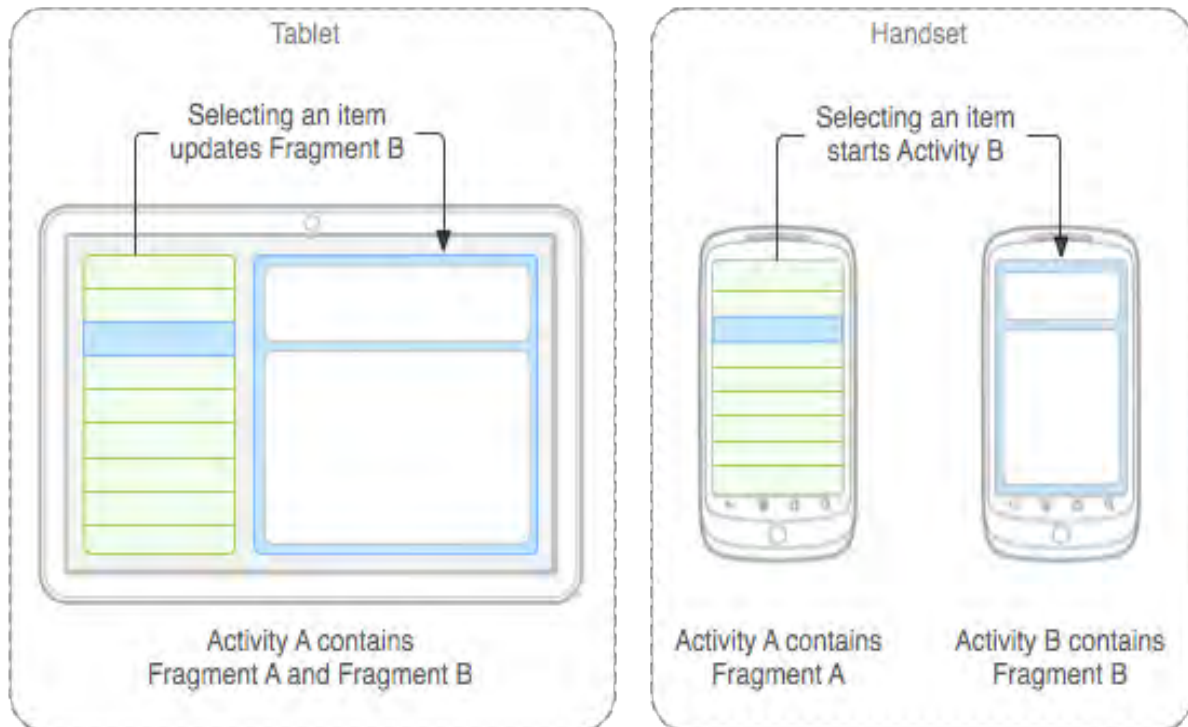 Tablet
Selecting an item
updates Fragment B
Activity A contains
Fragment A and Fragment B
Handset
Selecting an item
starts Activity B
Activity A contains
Fragment A
Activity B contains
Fragment B